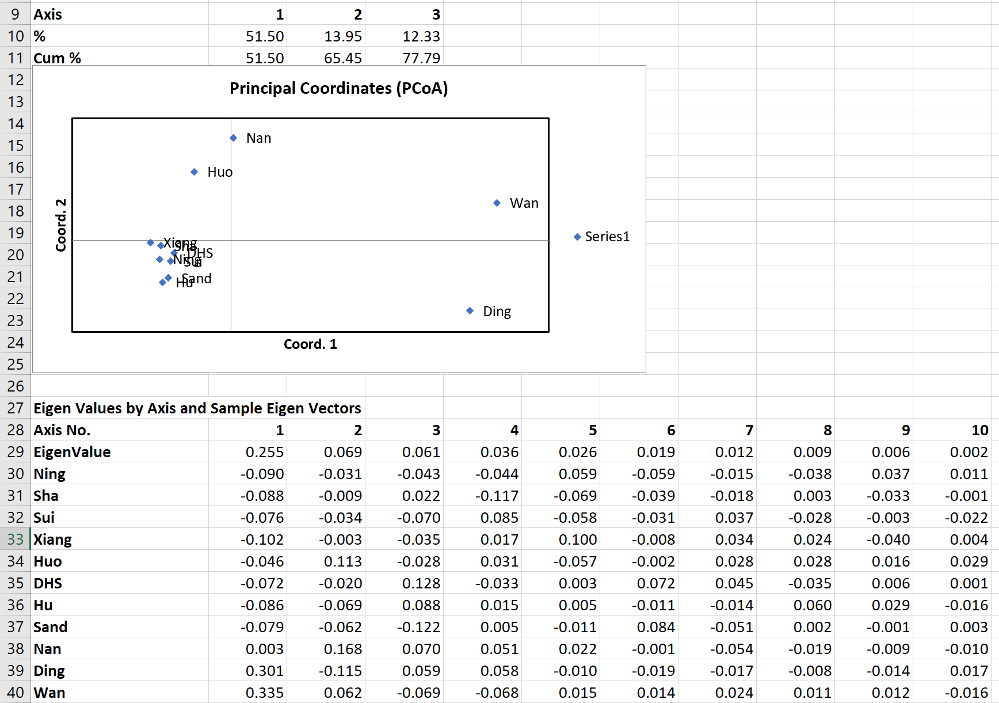 9 Axis 1 2 3
10 % 51.50 13.95 12.33
11 Cum % 51.50 65.45 77.79
12
13
14
15
16
17
18
19
20
21
22
23
24
25
Principal Coordinates (PCoA)
Nan
Huo
Wan
Coord. 2
Series1
Xiang
Sha
DHS
Ning
Sui
Sand
Hu
Ding
Coord. 1
26
27 Eigen Values by Axis and Sample Eigen Vectors
28 Axis No. 1 2 3 4 5 6 7 8 9 10
29 EigenValue 0.255 0.069 0.061 0.036 0.026 0.019 0.012 0.009 0.006 0.002
30 Ning -0.090 -0.031 -0.043 -0.044 0.059 -0.059 -0.015 -0.038 0.037 0.011
31 Sha -0.088 -0.009 0.022 -0.117 -0.069 -0.039 -0.018 0.003 -0.033 -0.001
32 Sui -0.076 -0.034 -0.070 0.085 -0.058 -0.031 0.037 -0.028 -0.003 -0.022
33 Xiang -0.102 -0.003 -0.035 0.017 0.100 -0.008 0.034 0.024 -0.040 0.004
34 Huo -0.046 0.113 -0.028 0.031 -0.057 -0.002 0.028 0.028 0.016 0.029
35 DHS -0.072 -0.020 0.128 -0.033 0.003 0.072 0.045 -0.035 0.006 0.001
36 Hu -0.086 -0.069 0.088 0.015 0.005 -0.011 -0.014 0.060 0.029 -0.016
37 Sand -0.079 -0.062 -0.122 0.005 -0.011 0.084 -0.051 0.002 -0.001 0.003
38 Nan 0.003 0.168 0.070 0.051 0.022 -0.001 -0.054 -0.019 -0.009 -0.010
39 Ding 0.301 -0.115 0.059 0.058 -0.010 -0.019 -0.017 -0.008 -0.014 0.017
40 Wan 0.335 0.062 -0.069 -0.068 0.015 0.014 0.024 0.011 0.012 -0.016